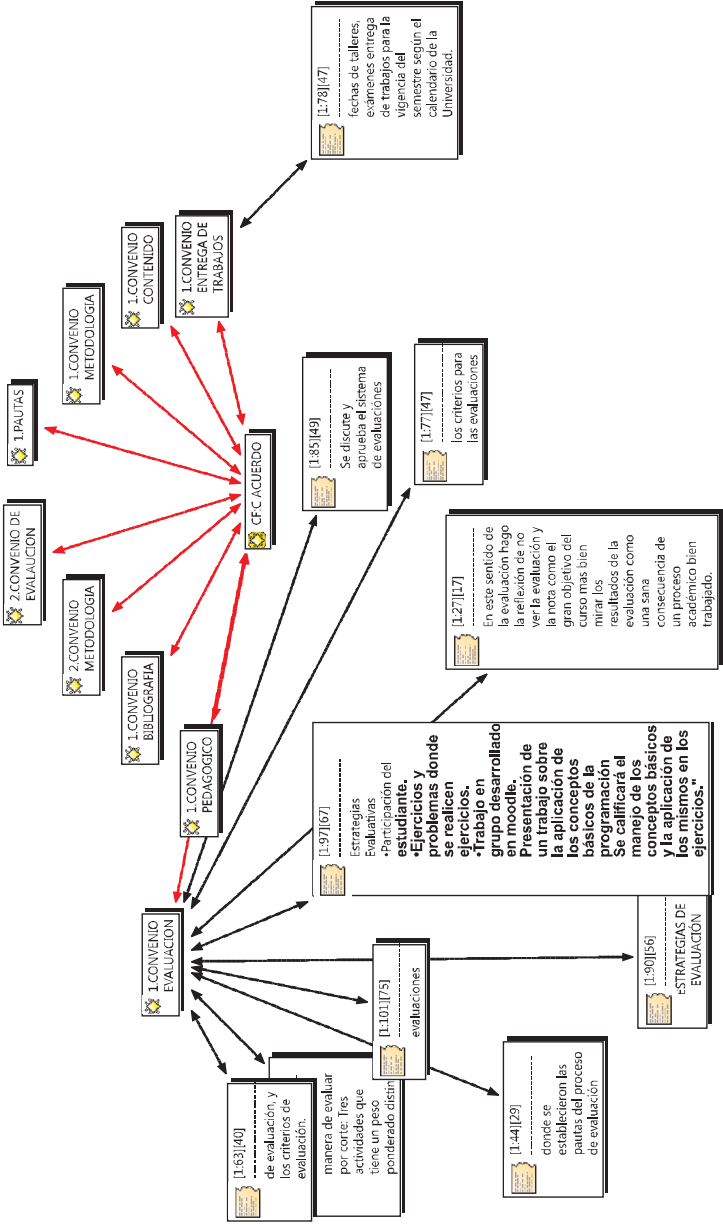 [1:78][47]
fechas de talleres,
exámenes entrega
de trabajos para la
vigencia del
semestre según el
calendario de la
Universidad.
1.PAUTAS
1.CONVENIO
METODOLOGIA
1.CONVENIO
CONTENIDO
1.CONVENIO
ENTREGA DE
TRABAJOS
2.CONVENIO DE
EVALAUCION
2.CONVENIO
METODOLOGIA
1.CONVENIO
BIBLIOGRAFIA
1.CONVENIO
PEDAGOGICO
CF:C ACUERDO
[1:85][49]
Se discute y
aprueba el sistema
de evaluaciónes
[1:77][47]
los criterios para
las evaluaciones
[1:27][17]
En este sentido de
la evaluación hago
la reflexión de no
ver la evaluación y
la nota como el
gran objetivo del
curso mas bien
mirar los
resultados de la
evaluación como
una sana
consecuencia de
un proceso
académico bien
trabajado.
1.CONVENIO
EVALUACION
[1:97][67]
Estrategias
Evaluativas
•Participación del
estudiante.
•Ejercicios y
problemas donde
se realicen
ejercicios.
•Trabajo en
grupo desarrollado
en moodle.
Presentación de
un trabajo sobre
la aplicación de
los conceptos
básicos de la
programación
Se calificará el
manejo de los
conceptos básicos
y la aplicación de
los mismos en los
ejercicios."
[1:90][56]
ESTRATEGIAS DE
EVALUACIÓN
[1:101][75]
evaluaciones
[1:63][40]
de evaluación, y
los criterios de
evaluación.
manera de evaluar
por corte: Tres
actividades que
tiene un peso
ponderado distin
[1:44][29]
donde se
establecieron las
pautas del proceso
de evaluación